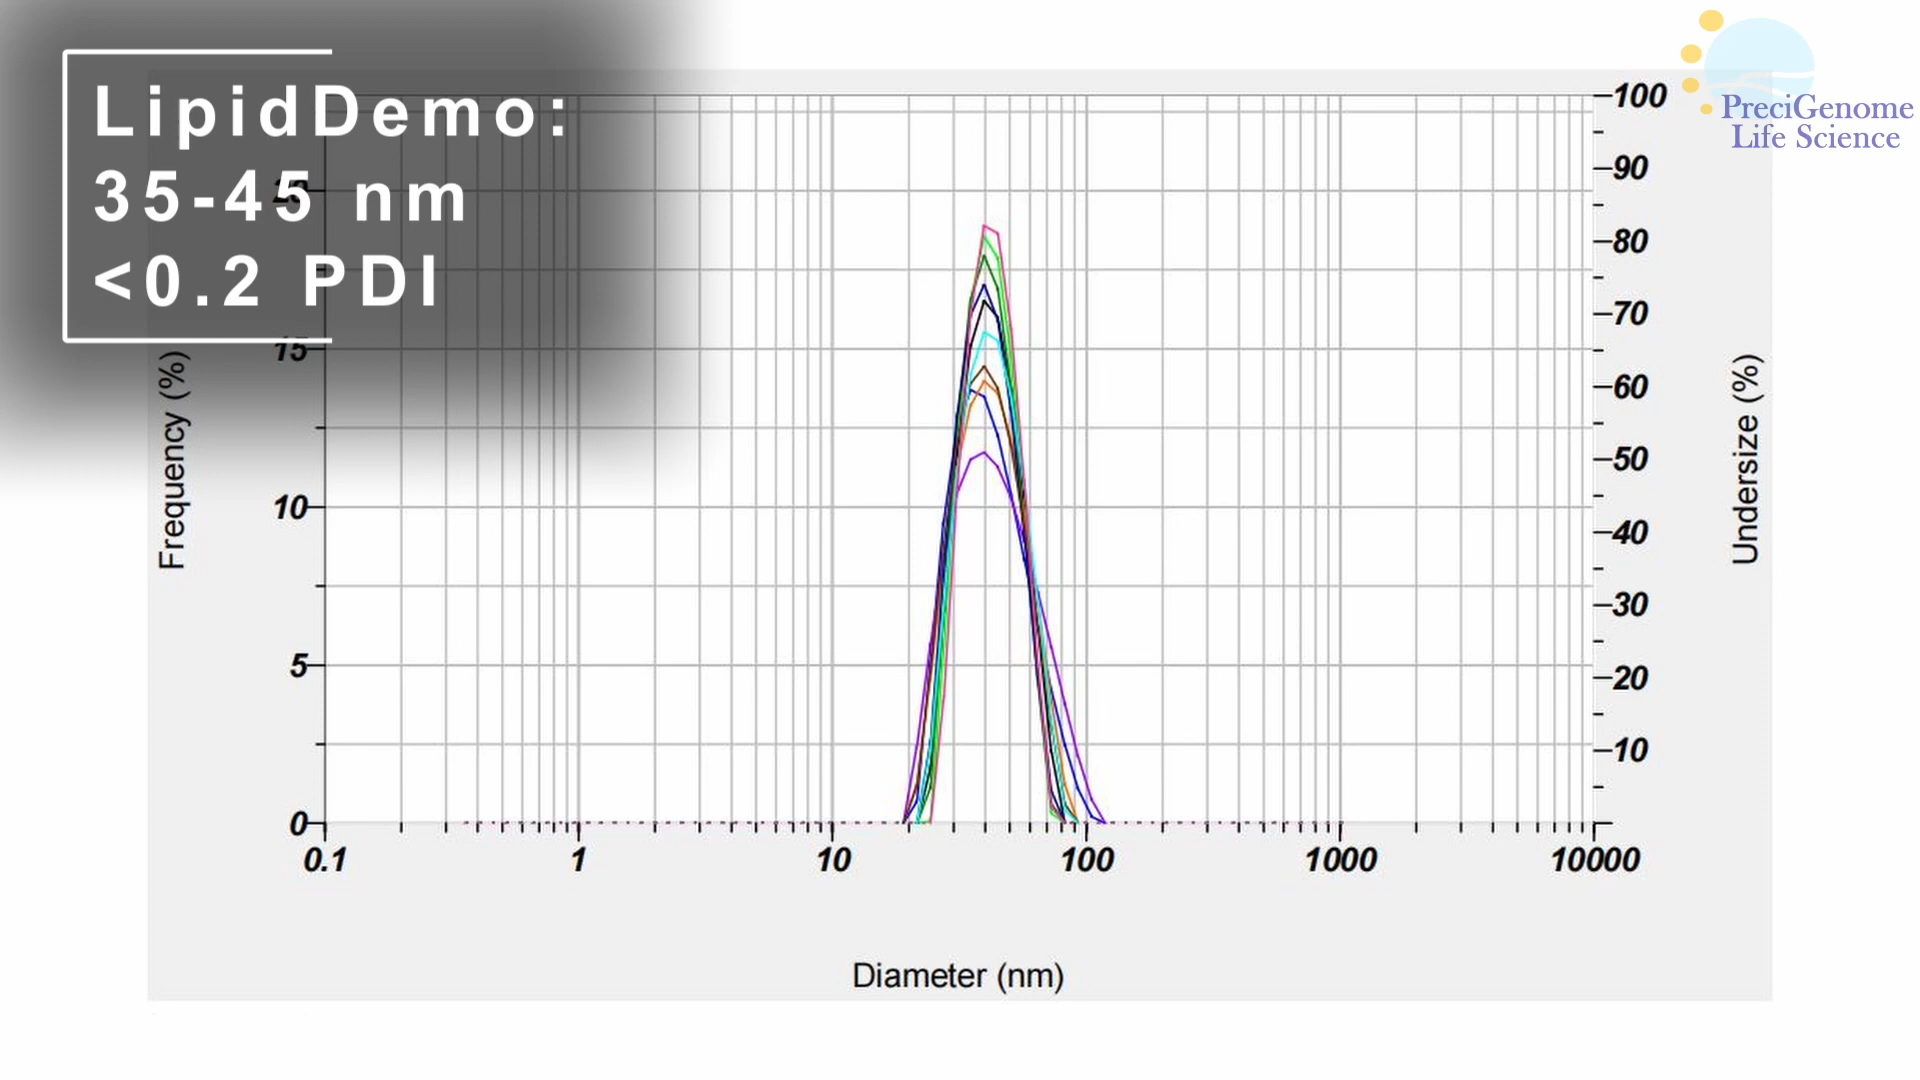 LipidDemo:
35-45 nm
<0.2 PDI
PreciGenome
Life Science
Frequency (%)
20
15
10
5
0
100
90
80
70
60
50
40
30
20
10
Undersize (%)
0.1 1 10 100 1000 10000
Diameter (nm)